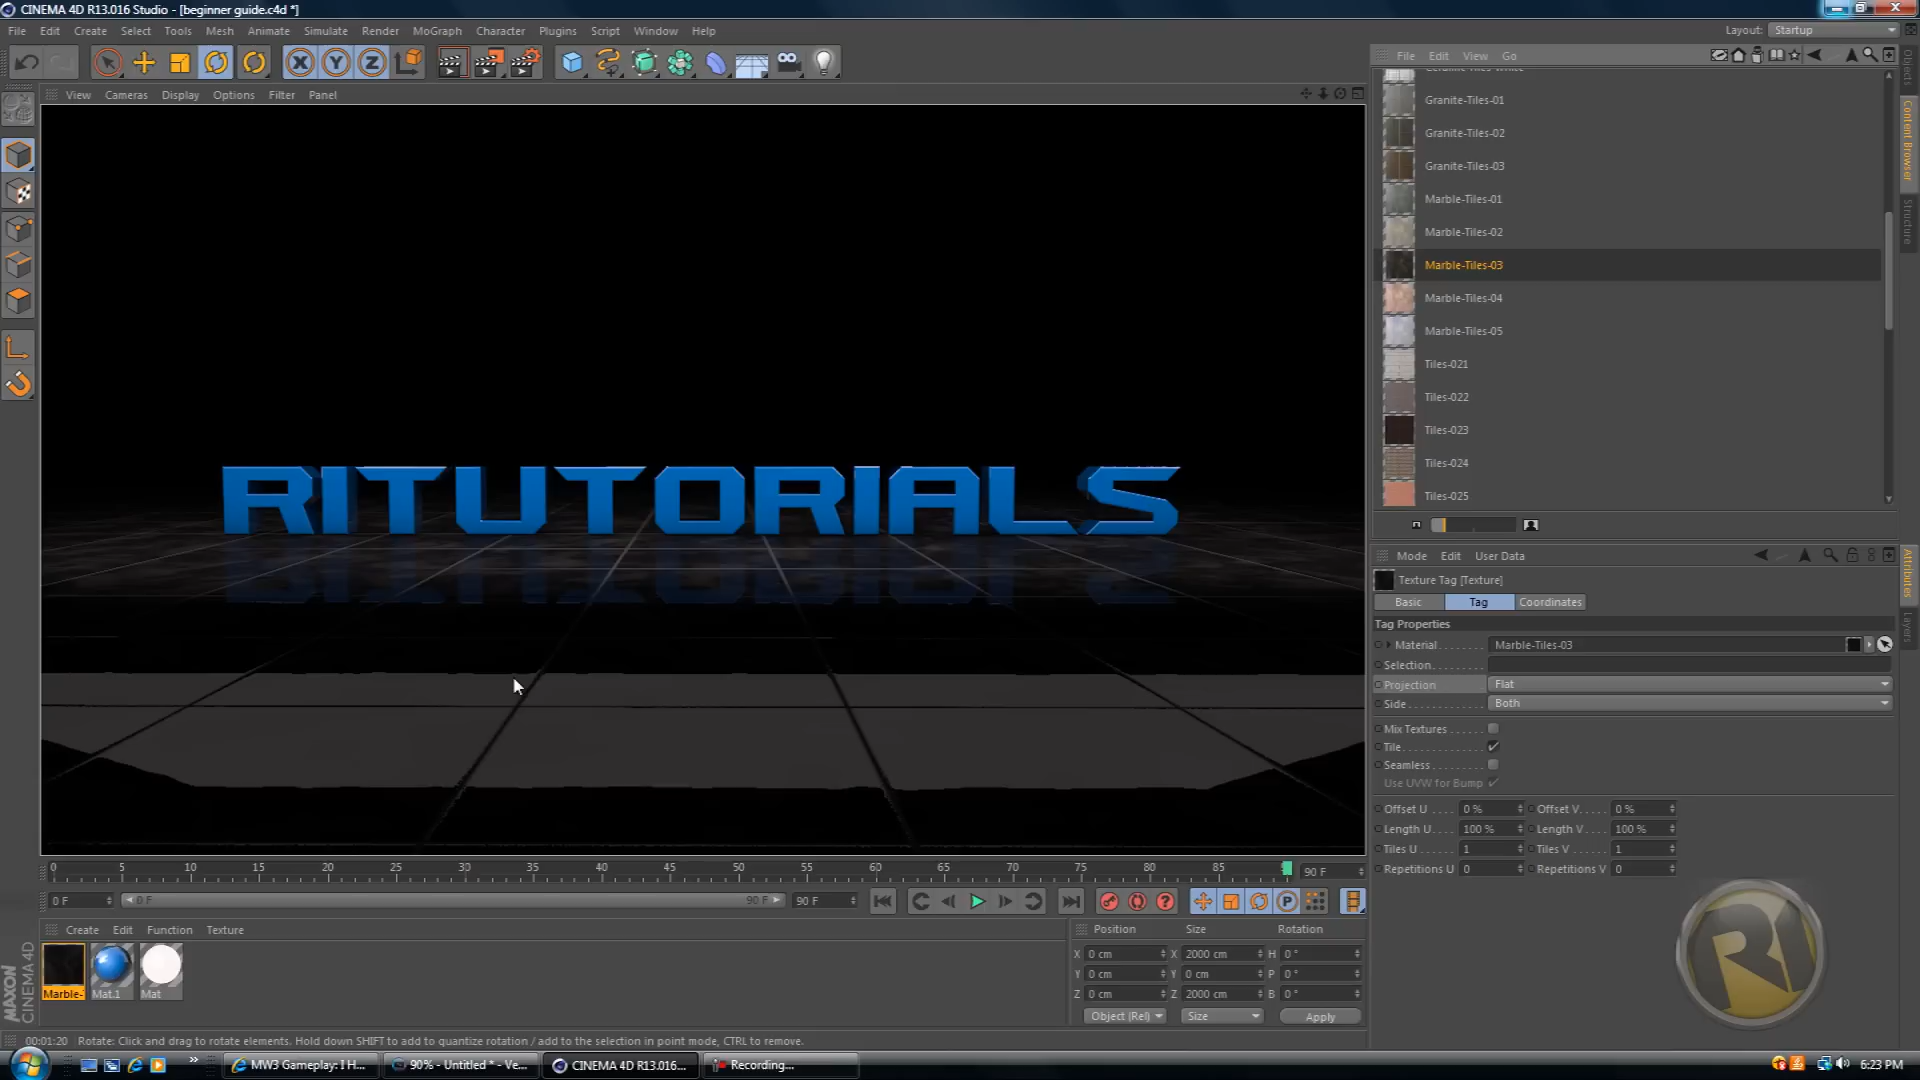 CINEMA 4D R13.016 Studio - [beginner guide.c4d *]
File Edit Create Select Tools Mesh Animate Simulate Render MoGraph Character Plugins Script Window Help
Layout: Startup
File Edit View Go
View Cameras Display Options Filter Panel
Granite-Tiles-01
Granite-Tiles-02
Granite-Tiles-03
Marble-Tiles-01
Marble-Tiles-02
Marble-Tiles-03
Marble-Tiles-04
Marble-Tiles-05
Tiles-021
Tiles-022
Tiles-023
Tiles-024
Tiles-025
Objects
Content Browser
Structure
RITUTORIALS
Mode Edit User Data
Texture Tag [Texture]
Basic Tag Coordinates
Tag Properties
Material Marble-Tiles-03
Selection
Projection Flat
Side Both
Mix Textures
Tile
Seamless
Use UVW for Bump
Offset U 0 % Offset V 0 %
Length U 100 % Length V 100 %
Tiles U 1 Tiles V 1
Repetitions U 0 Repetitions V 0
Attributes
Layers
0 5 10 15 20 25 30 35 40 45 50 55 60 65 70 75 80 85 90 F
0 F 0 F 90 F 90 F
Create Edit Function Texture
Marble- Mat.1 Mat
Position Size Rotation
X 0 cm X 2000 cm H 0 °
Y 0 cm Y 0 cm P 0 °
Z 0 cm Z 2000 cm B 0 °
Object (Rel) Size Apply
MAXON
CINEMA 4D
RI
00:01:20 Rotate: Click and drag to rotate elements. Hold down SHIFT to add to quantize rotation / add to the selection in point mode, CTRL to remove.
MW3 Gameplay: I H... 90% - Untitled * - Ve... CINEMA 4D R13.016... Recording... 6:23 PM